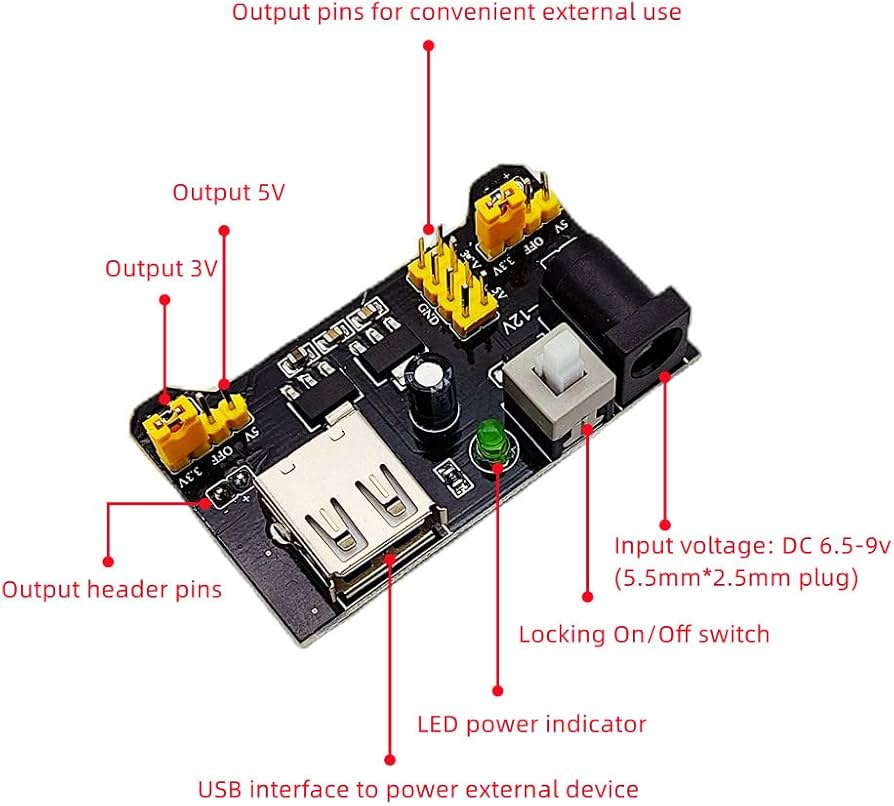 Output pins for convenient external use
Output 5V
Output 3V
5V
OFF
3.3V
5V
GND
-12V
5V
OFF
3.3V
- +
Output header pins
Input voltage: DC 6.5-9v
(5.5mm*2.5mm plug)
Locking On/Off switch
LED power indicator
USB interface to power external device